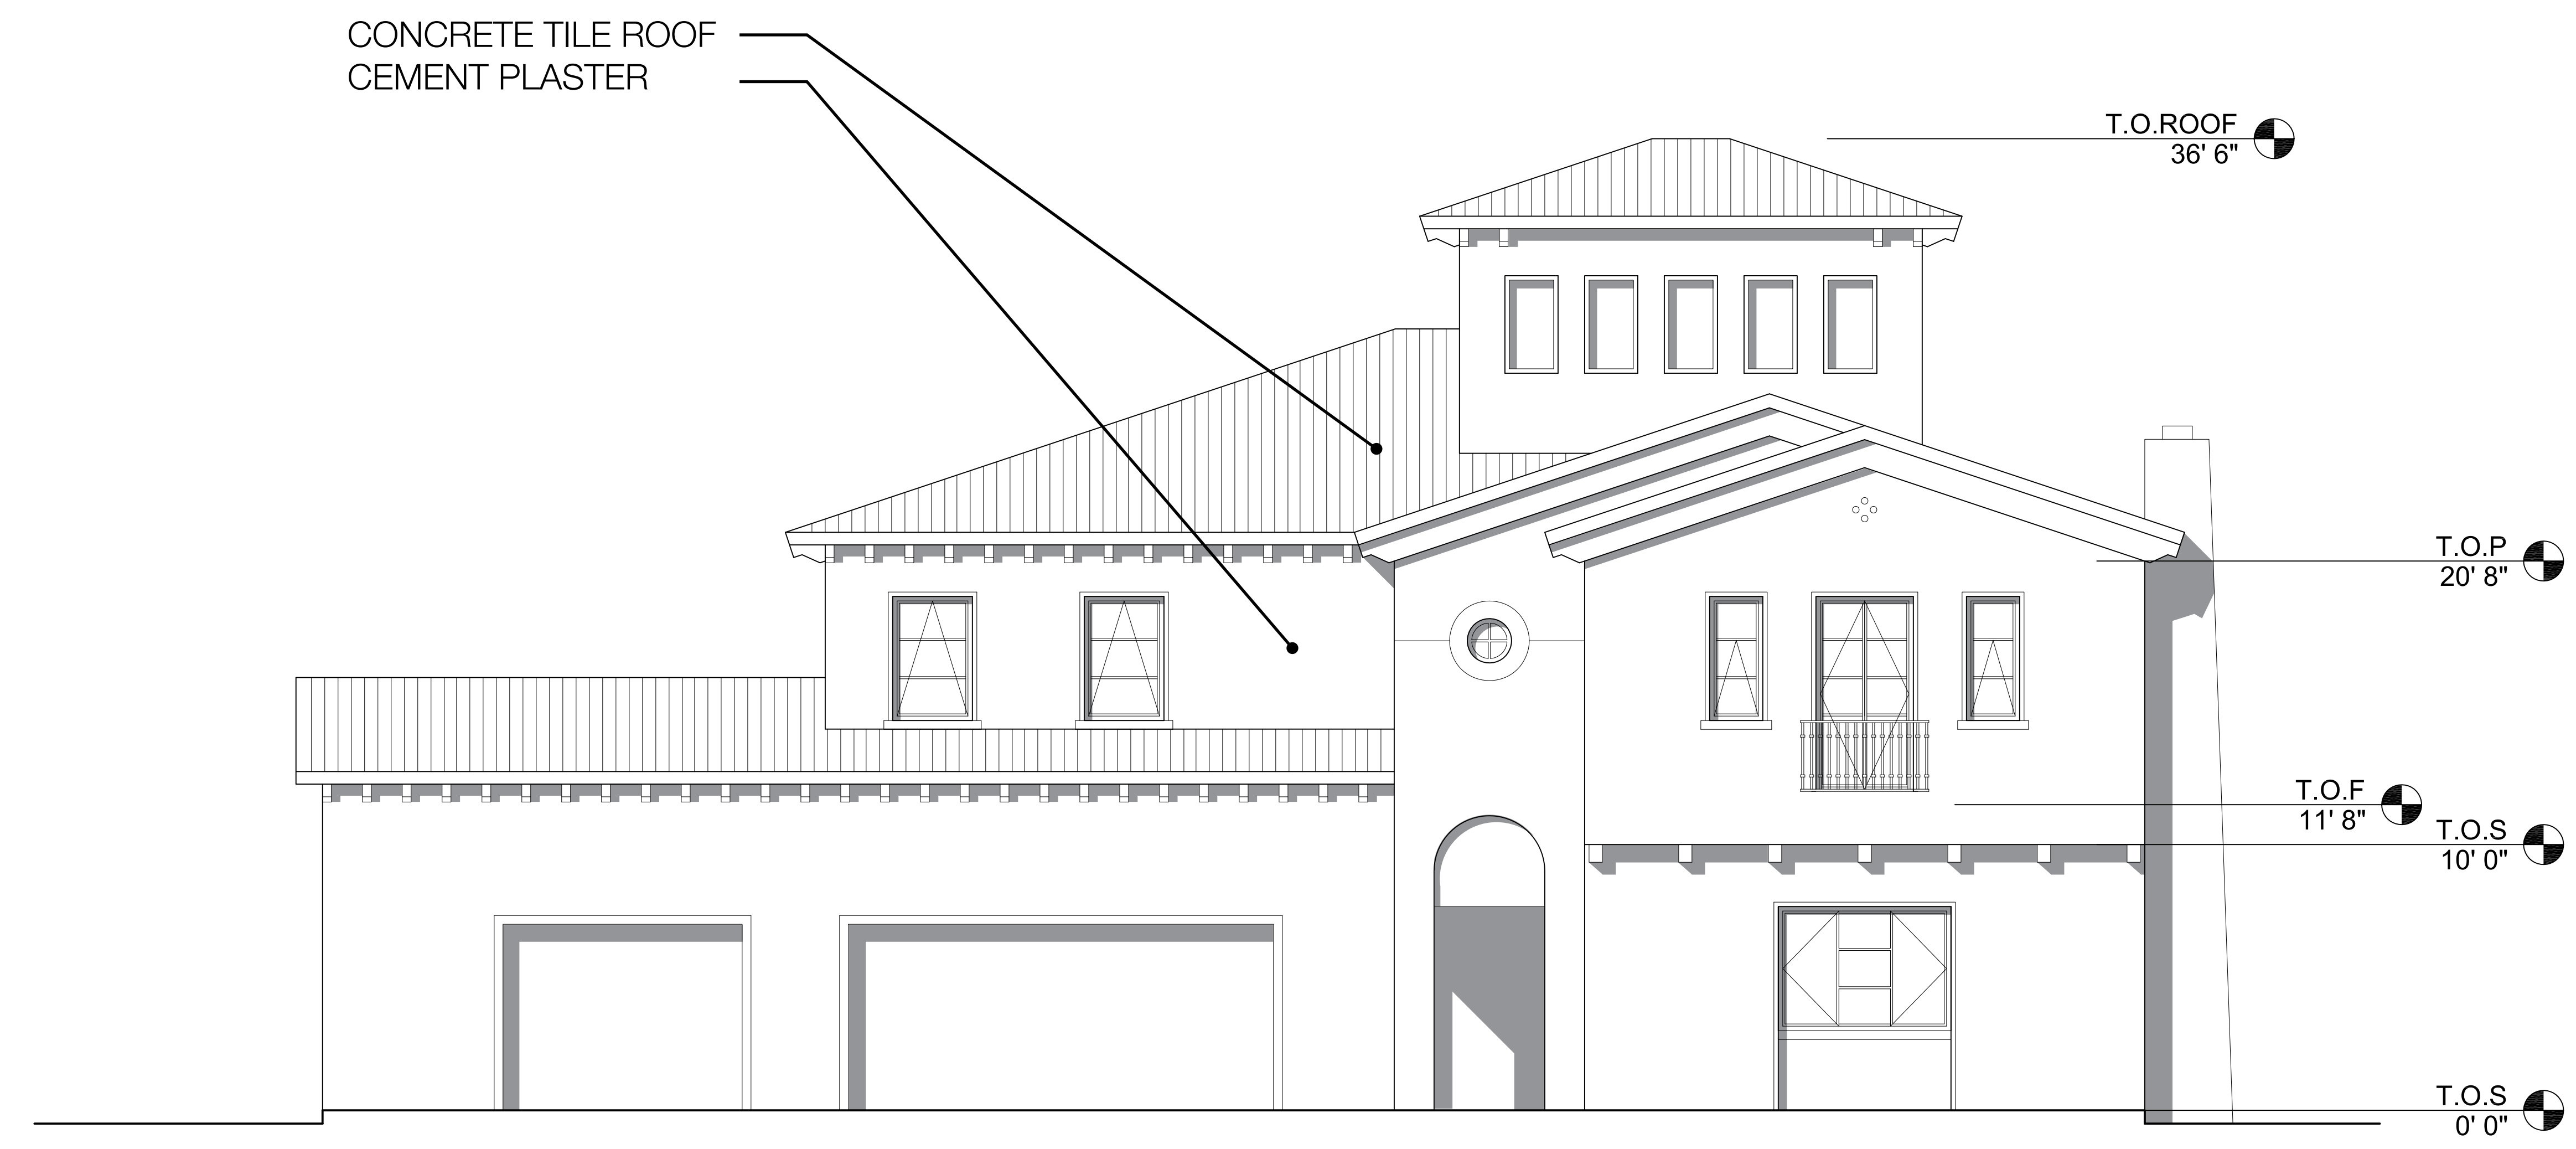 CONCRETE TILE ROOF
CEMENT PLASTER
T.O.ROOF
36' 6"
T.O.P
20' 8"
T.O.F
11' 8"
T.O.S
10' 0"
T.O.S
0' 0"